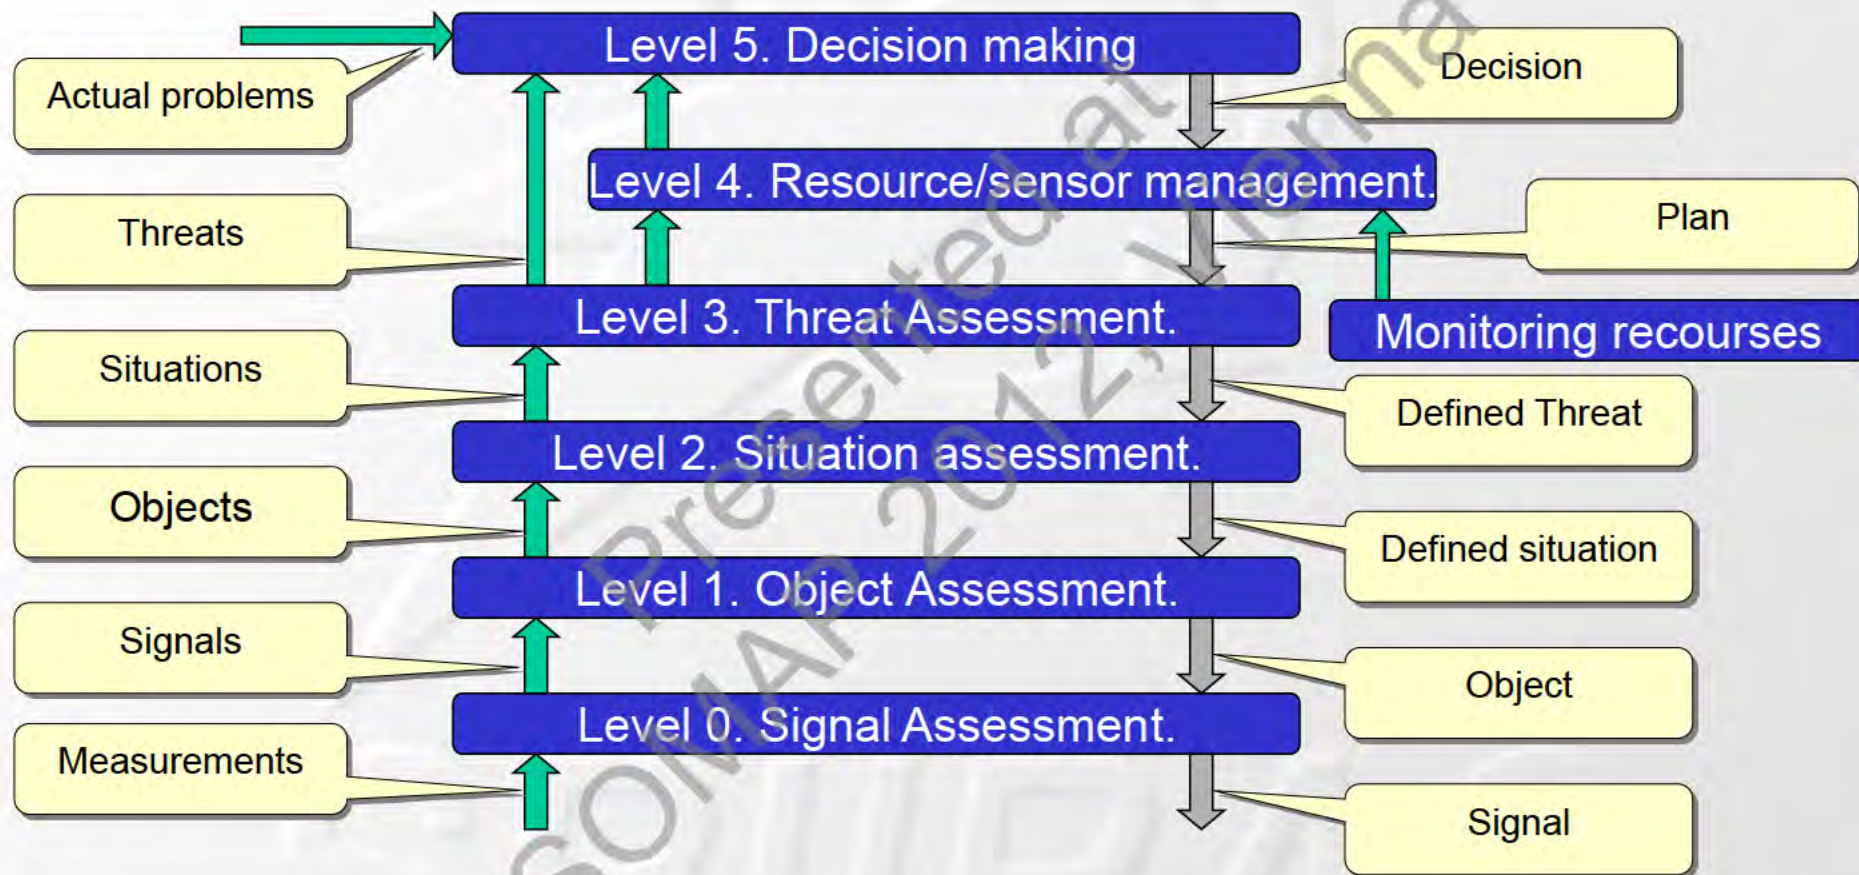 Level 5. Decision making
Actual problems
Decision
Level 4. Resource/sensor management.
Threats
Plan
Level 3. Threat Assessment.
Monitoring recourses
Situations
Defined Threat
Level 2. Situation assessment.
Objects
Defined situation
Level 1. Object Assessment.
Signals
Object
Level 0. Signal Assessment.
Measurements
Signal
Presented at
SOMAP 2012, Vienna